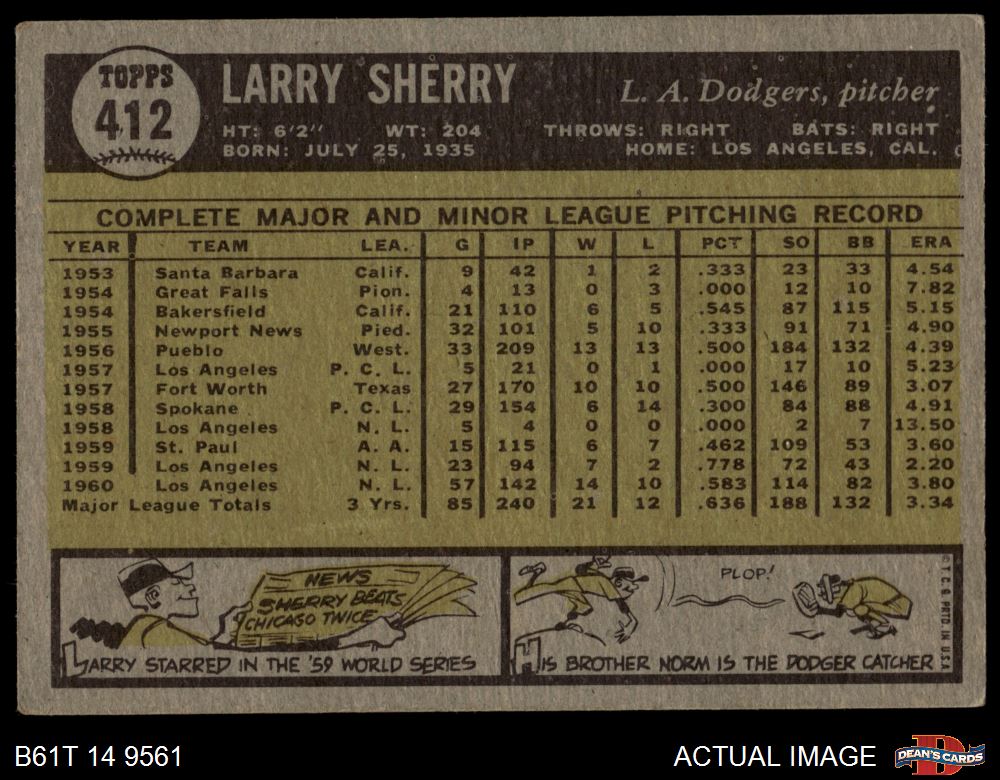 TOPPS
412
LARRY SHERRY
L. A. Dodgers, pitcher
HT: 6'2" WT: 204 THROWS: RIGHT BATS: RIGHT
BORN: JULY 25, 1935 HOME: LOS ANGELES, CAL.
COMPLETE MAJOR AND MINOR LEAGUE PITCHING RECORD
YEAR TEAM LEA. G IP W L PCT SO BB ERA
1953 Santa Barbara Calif. 9 42 1 2 .333 23 33 4.54
1954 Great Falls Pion. 4 13 0 3 .000 12 10 7.82
1954 Bakersfield Calif. 21 110 6 5 .545 87 115 5.15
1955 Newport News Pied. 32 101 5 10 .333 91 71 4.90
1956 Pueblo West. 33 209 13 13 .500 184 132 4.39
1957 Los Angeles P. C. L. 5 21 0 1 .000 17 10 5.23
1957 Fort Worth Texas 27 170 10 10 .500 146 89 3.07
1958 Spokane P. C. L. 29 154 6 14 .300 84 88 4.91
1958 Los Angeles N. L. 5 4 0 0 .000 2 7 13.50
1959 St. Paul A. A. 15 115 6 7 .462 109 53 3.60
1959 Los Angeles N. L. 23 94 7 2 .778 72 43 2.20
1960 Los Angeles N. L. 57 142 14 10 .583 114 82 3.80
Major League Totals 3 Yrs. 85 240 21 12 .636 188 132 3.34
NEWS
SHERRY BEATS
CHICAGO TWICE
LARRY STARRED IN THE '59 WORLD SERIES
PLOP!
HIS BROTHER NORM IS THE DODGER CATCHER
© T. C. G. PRTD. IN U.S.A.
B61T 14 9561
ACTUAL IMAGE
DEAN'S CARDS